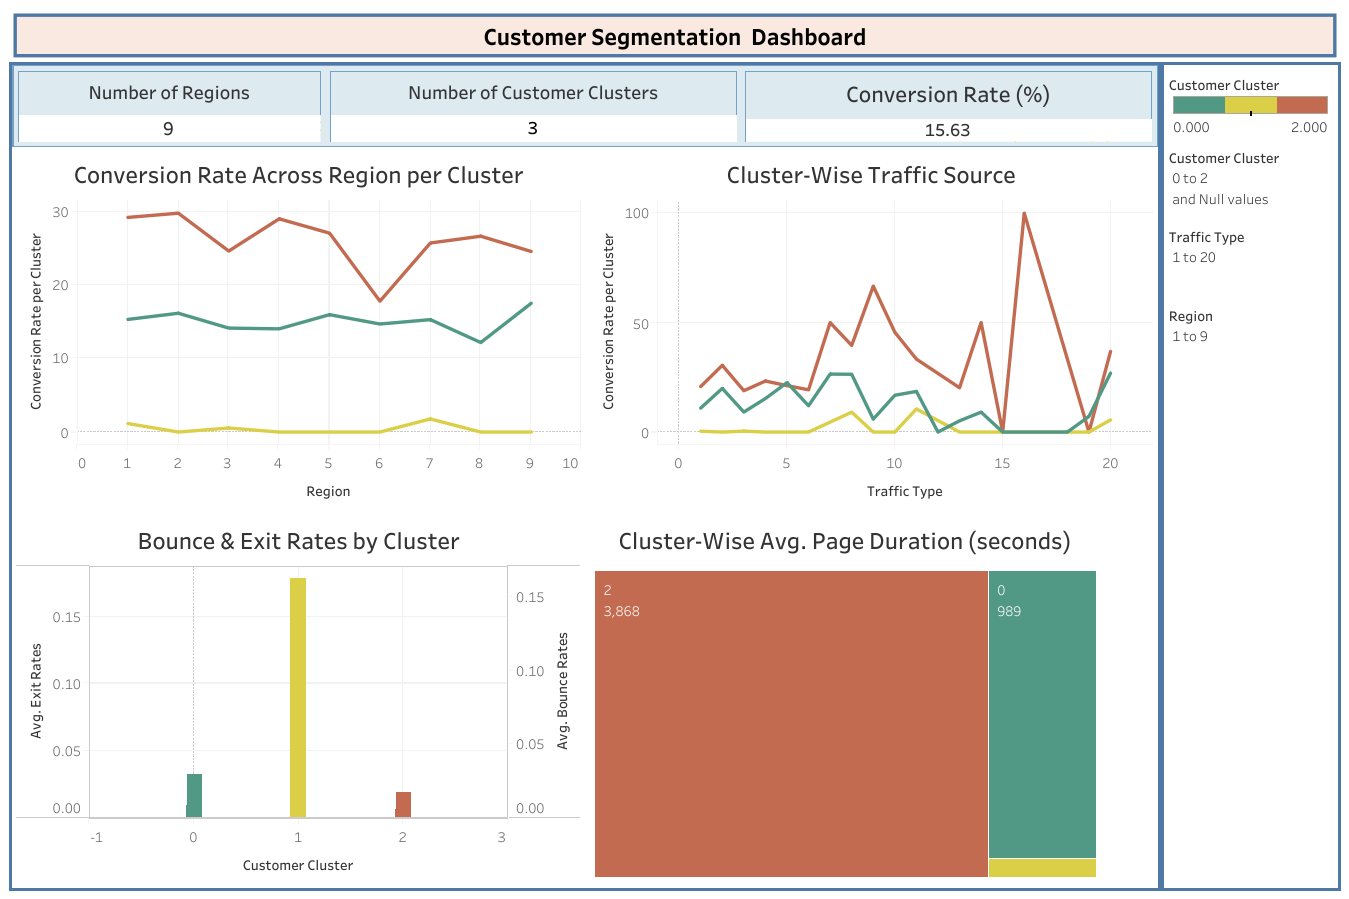 Customer Segmentation  Dashboard
Number of Regions
9
Number of Customer Clusters
3
Conversion Rate (%)
15.63
Customer Cluster
0.000 2.000
Customer Cluster
0 to 2
and Null values
Traffic Type
1 to 20
Region
1 to 9
Conversion Rate Across Region per Cluster
Conversion Rate per Cluster
30
20
10
0
0 1 2 3 4 5 6 7 8 9 10
Region
Cluster-Wise Traffic Source
Conversion Rate per Cluster
100
50
0
0 5 10 15 20
Traffic Type
Bounce & Exit Rates by Cluster
Avg. Exit Rates
0.15
0.10
0.05
0.00
0.15
0.10
0.05
0.00
Avg. Bounce Rates
-1 0 1 2 3
Customer Cluster
Cluster-Wise Avg. Page Duration (seconds)
2
3,868
0
989